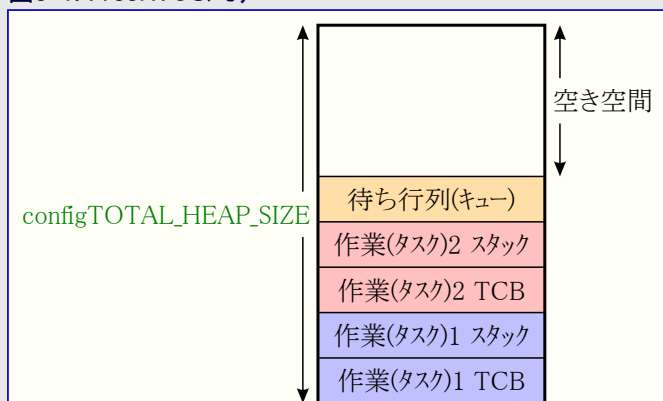 空き空間
待ち行列(キュー)
configTOTAL_HEAP_SIZE
作業(タスク)2 スタック
作業(タスク)2 TCB
作業(タスク)1 スタック
作業(タスク)1 TCB